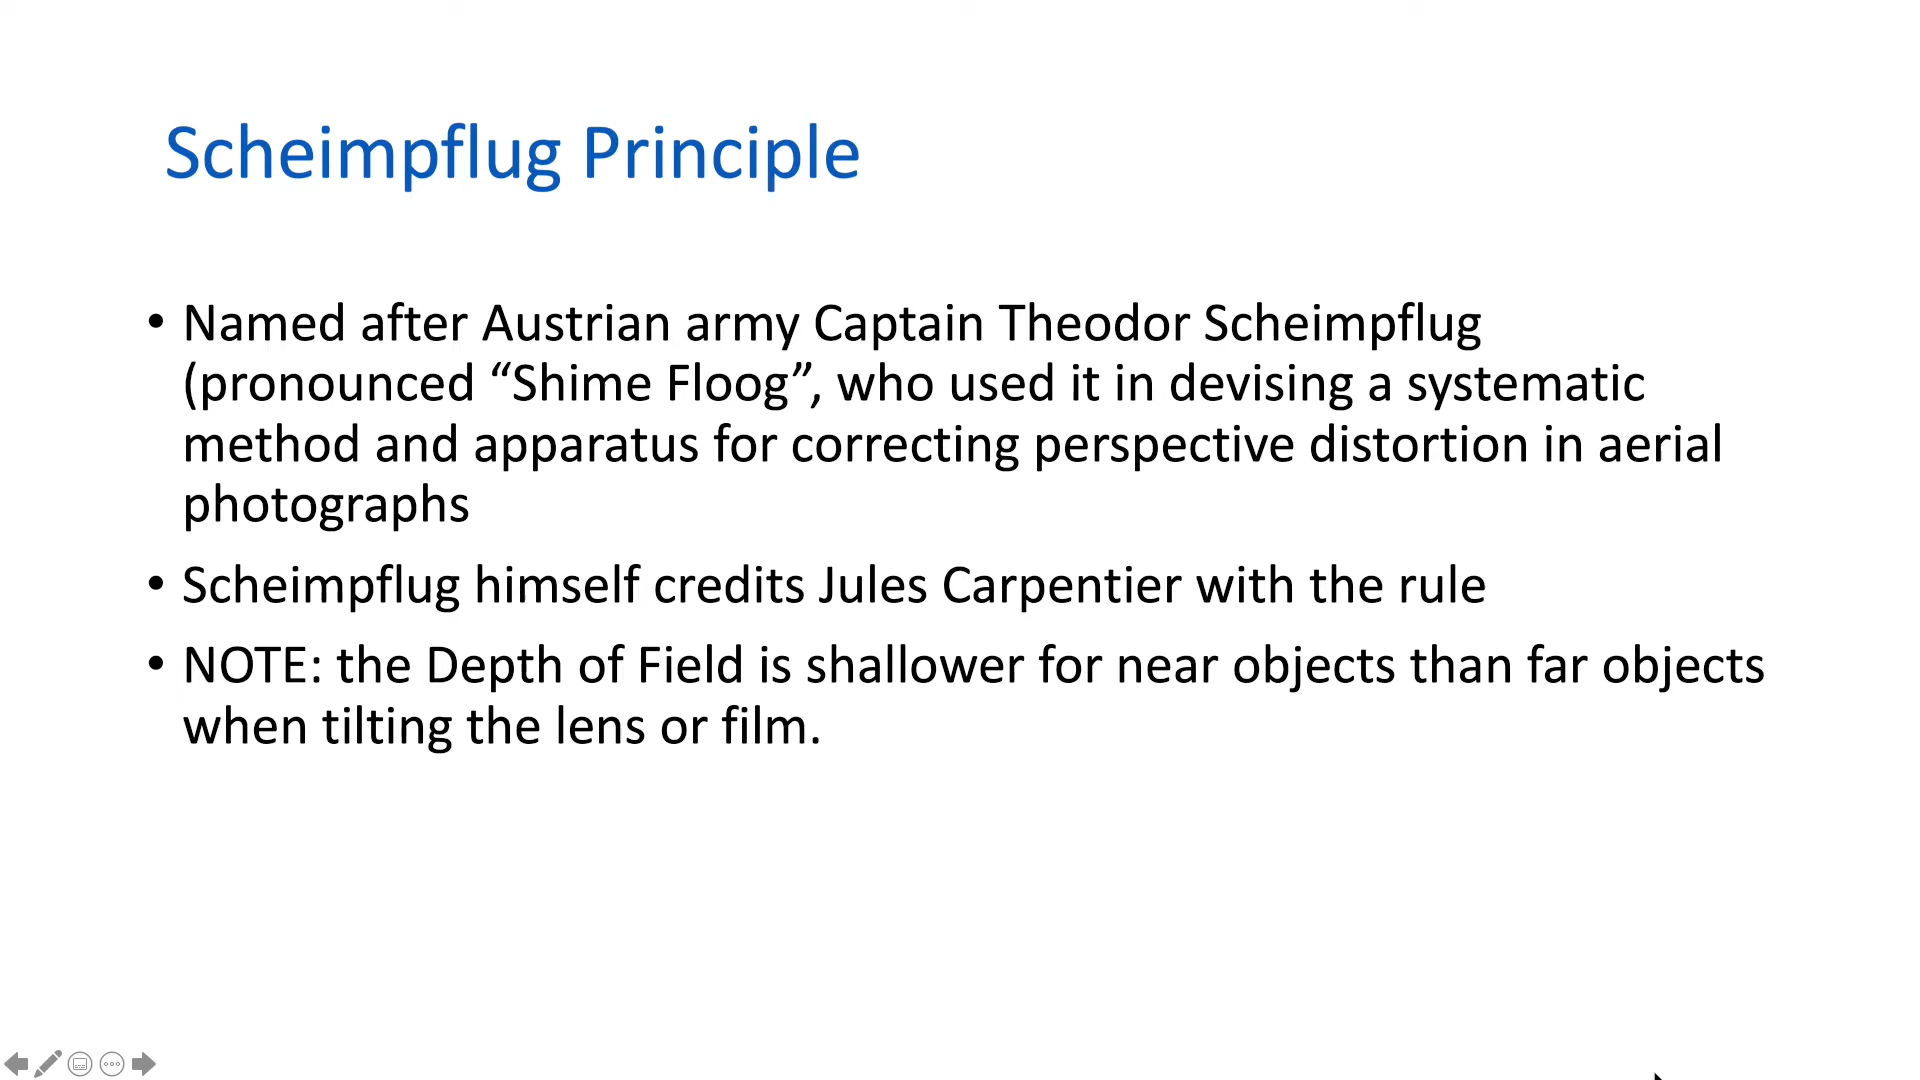 Scheimpflug Principle
• Named after Austrian army Captain Theodor Scheimpflug
(pronounced “Shime Floog”, who used it in devising a systematic
method and apparatus for correcting perspective distortion in aerial
photographs
• Scheimpflug himself credits Jules Carpentier with the rule
• NOTE: the Depth of Field is shallower for near objects than far objects
when tilting the lens or film.